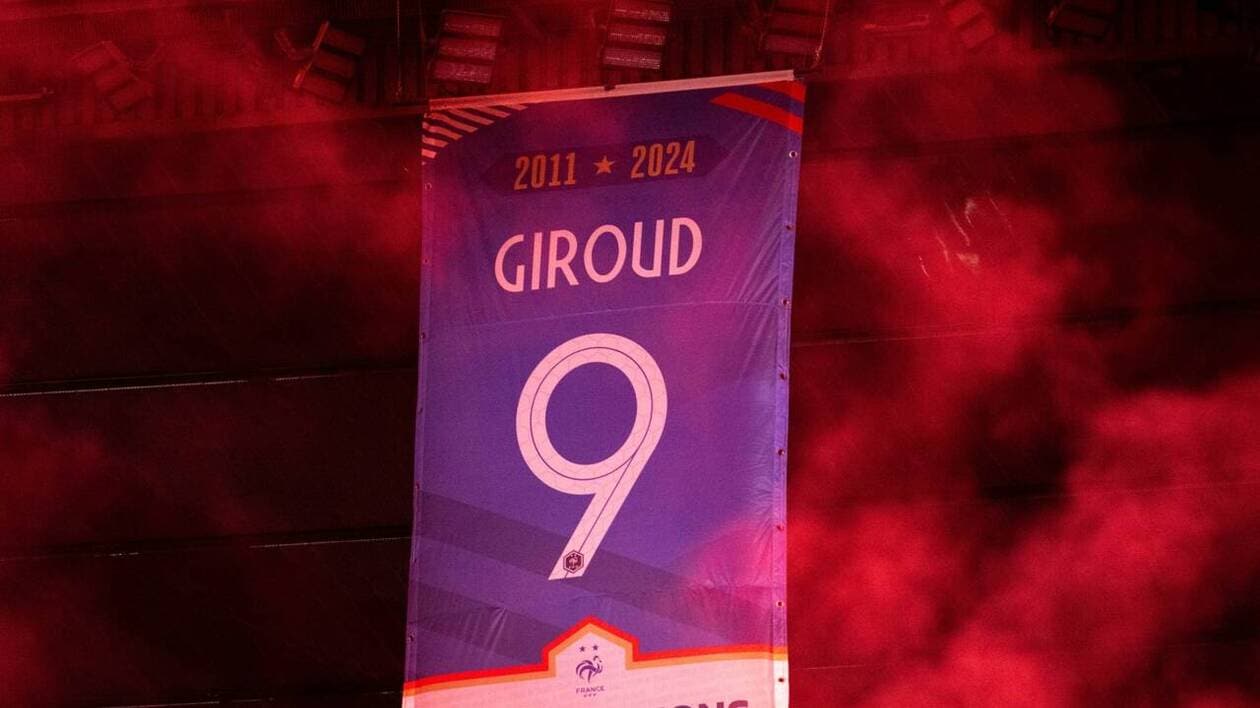 2011 ★ 2024
GIROUD
9
FRANCE